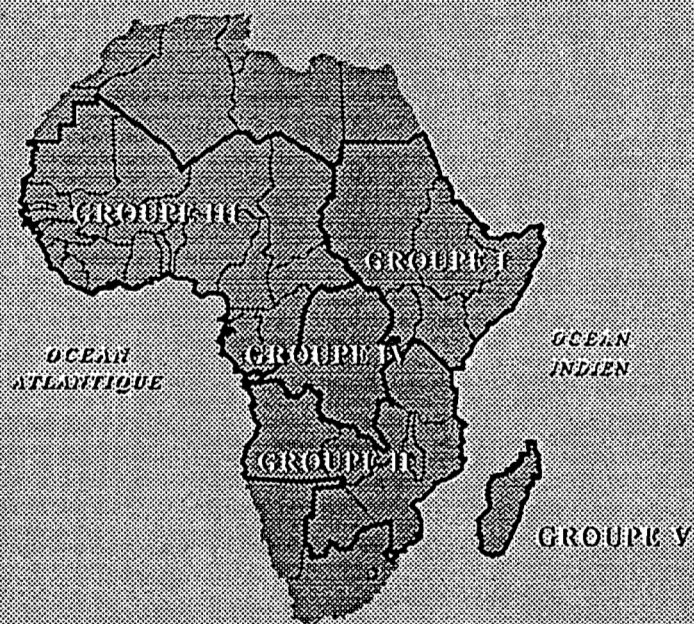 GROUPE III
GROUPE I
OCEAN
INDIEN
OCEAN
ATLANTIQUE
GROUPE IV
GROUPE II
GROUPE V